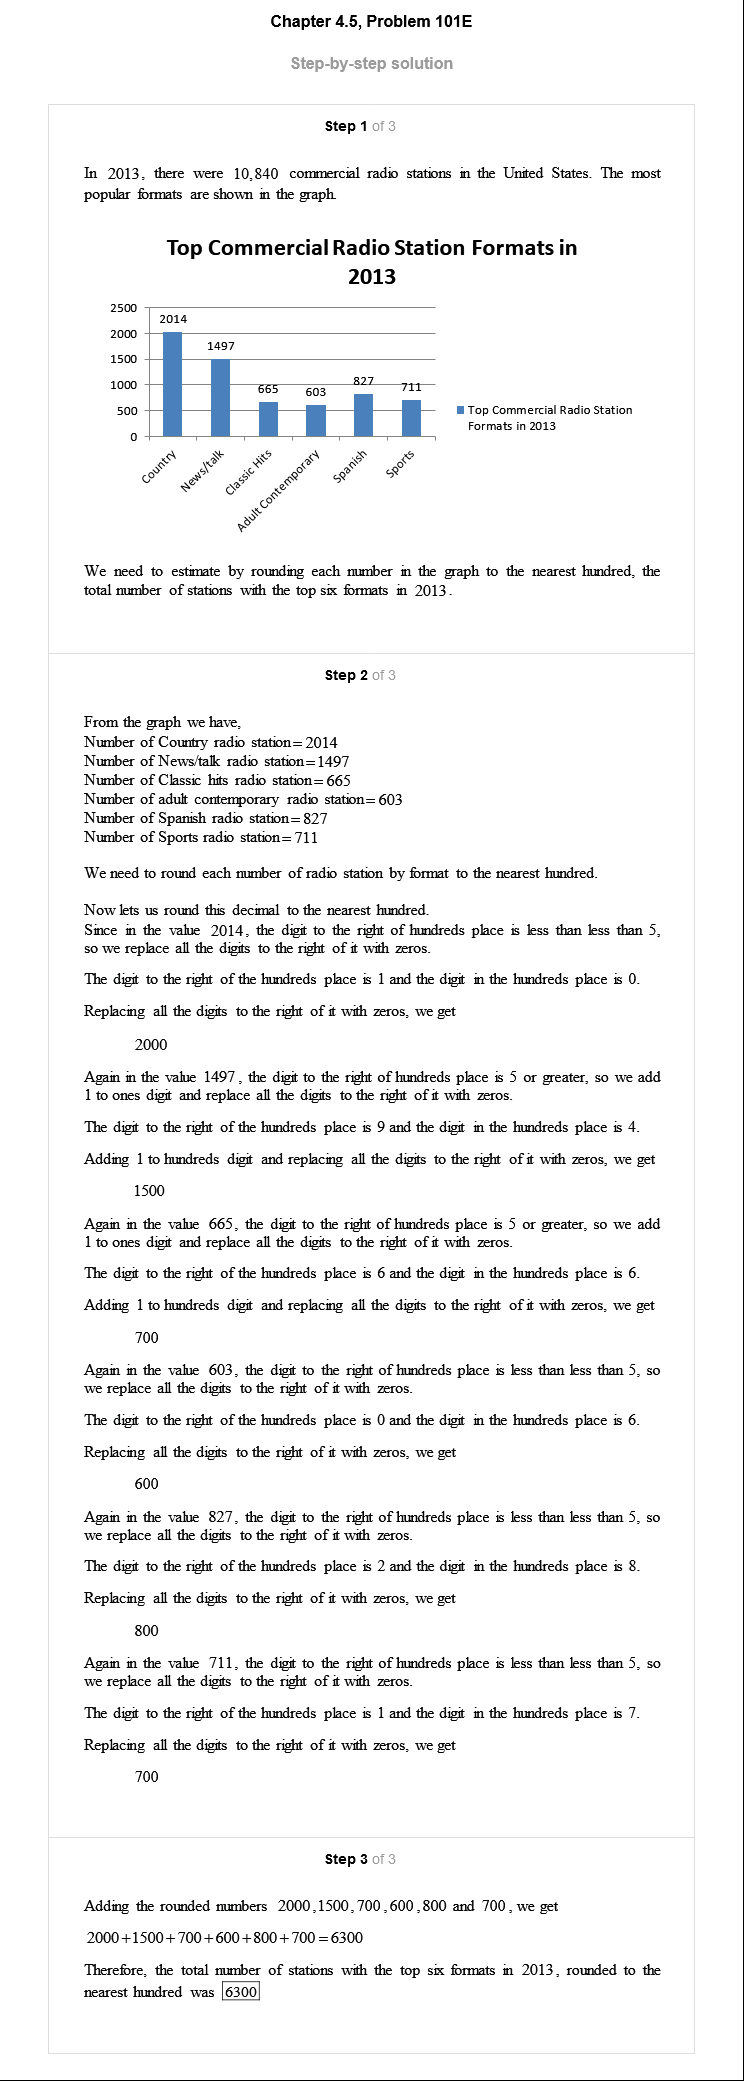 Chapter 4.5, Problem 101E
Step-by-step solution
Step 1 of 3
In 2013, there were 10,840 commercial radio stations in the United States. The most
popular formats are shown in the graph.
Top Commercial Radio Station Formats in
2013
2500
2000
1500
1000
500
0
2014
1497
665
603
827
711
Country
News/talk
Classic Hits
Adult Contemporary
Spanish
Sports
Top Commercial Radio Station
Formats in 2013
We need to estimate by rounding each number in the graph to the nearest hundred, the
total number of stations with the top six formats in 2013.
Step 2 of 3
From the graph we have,
Number of Country radio station=2014
Number of News/talk radio station=1497
Number of Classic hits radio station=665
Number of adult contemporary radio station=603
Number of Spanish radio station=827
Number of Sports radio station=711
We need to round each number of radio station by format to the nearest hundred.
Now lets us round this decimal to the nearest hundred.
Since in the value 2014, the digit to the right of hundreds place is less than less than 5,
so we replace all the digits to the right of it with zeros.
The digit to the right of the hundreds place is 1 and the digit in the hundreds place is 0.
Replacing all the digits to the right of it with zeros, we get
2000
Again in the value 1497, the digit to the right of hundreds place is 5 or greater, so we add
1 to ones digit and replace all the digits to the right of it with zeros.
The digit to the right of the hundreds place is 9 and the digit in the hundreds place is 4.
Adding 1 to hundreds digit and replacing all the digits to the right of it with zeros, we get
1500
Again in the value 665, the digit to the right of hundreds place is 5 or greater, so we add
1 to ones digit and replace all the digits to the right of it with zeros.
The digit to the right of the hundreds place is 6 and the digit in the hundreds place is 6.
Adding 1 to hundreds digit and replacing all the digits to the right of it with zeros, we get
700
Again in the value 603, the digit to the right of hundreds place is less than less than 5, so
we replace all the digits to the right of it with zeros.
The digit to the right of the hundreds place is 0 and the digit in the hundreds place is 6.
Replacing all the digits to the right of it with zeros, we get
600
Again in the value 827, the digit to the right of hundreds place is less than less than 5, so
we replace all the digits to the right of it with zeros.
The digit to the right of the hundreds place is 2 and the digit in the hundreds place is 8.
Replacing all the digits to the right of it with zeros, we get
800
Again in the value 711, the digit to the right of hundreds place is less than less than 5, so
we replace all the digits to the right of it with zeros.
The digit to the right of the hundreds place is 1 and the digit in the hundreds place is 7.
Replacing all the digits to the right of it with zeros, we get
700
Step 3 of 3
Adding the rounded numbers 2000,1500,700,600,800 and 700, we get
2000+1500+700+600+800+700=6300
Therefore, the total number of stations with the top six formats in 2013, rounded to the
nearest hundred was 6300